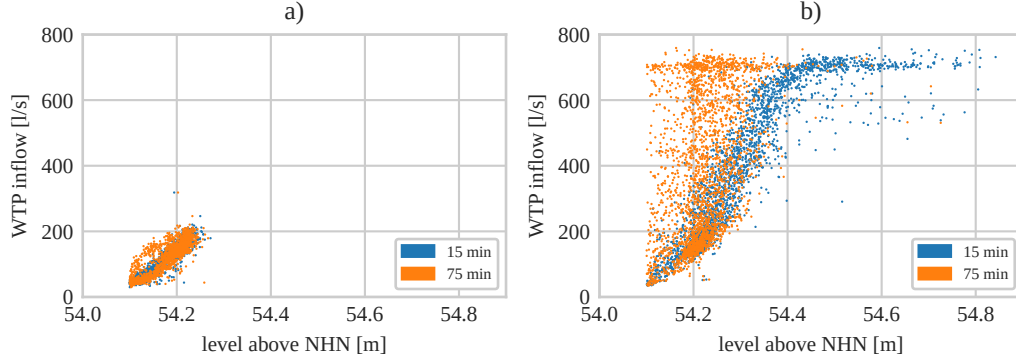 a)
WTP inflow [l/s]
800
600
400
200
0
54.0
54.2
54.4
54.6
54.8
level above NHN [m]
15 min
75 min
b)
WTP inflow [l/s]
800
600
400
200
0
54.0
54.2
54.4
54.6
54.8
level above NHN [m]
15 min
75 min